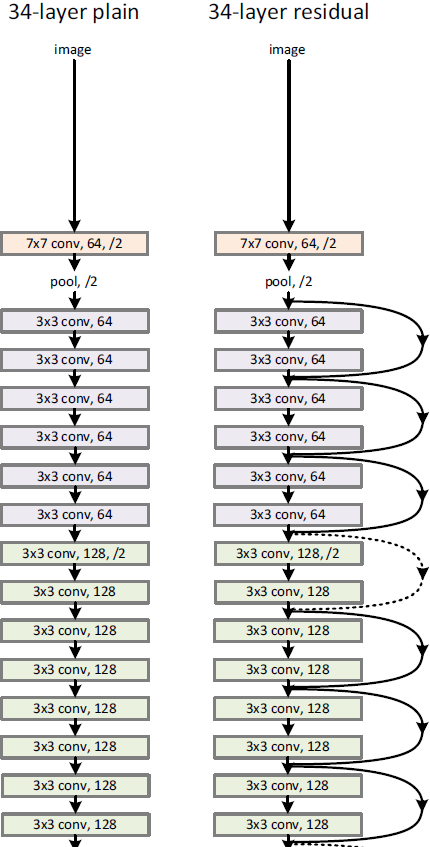 34-layer plain
34-layer residual
image
image
7x7 conv, 64, /2
7x7 conv, 64, /2
pool, /2
pool, /2
3x3 conv, 64
3x3 conv, 64
3x3 conv, 64
3x3 conv, 64
3x3 conv, 64
3x3 conv, 64
3x3 conv, 64
3x3 conv, 64
3x3 conv, 64
3x3 conv, 64
3x3 conv, 64
3x3 conv, 64
3x3 conv, 128, /2
3x3 conv, 128, /2
3x3 conv, 128
3x3 conv, 128
3x3 conv, 128
3x3 conv, 128
3x3 conv, 128
3x3 conv, 128
3x3 conv, 128
3x3 conv, 128
3x3 conv, 128
3x3 conv, 128
3x3 conv, 128
3x3 conv, 128
3x3 conv, 128
3x3 conv, 128